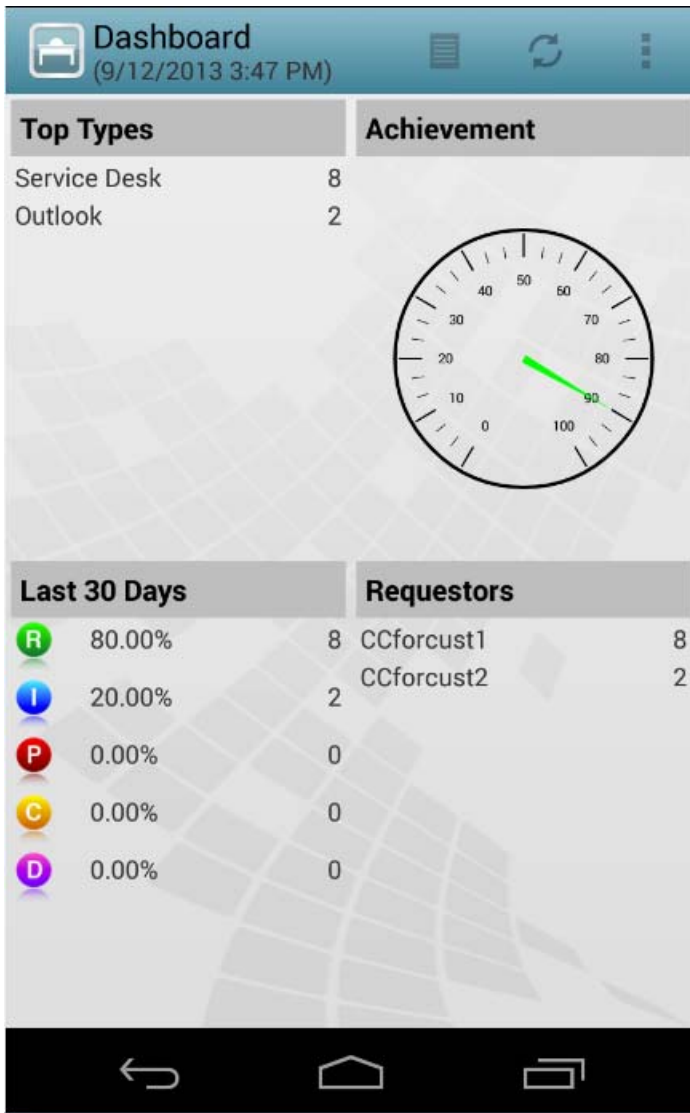 Dashboard
(9/12/2013 3:47 PM)
Top Types
Service Desk 8
Outlook 2
Achievement
0
10
20
30
40
50
60
70
80
90
100
Last 30 Days
R 80.00% 8
I 20.00% 2
P 0.00% 0
C 0.00% 0
D 0.00% 0
Requestors
CCforcust1 8
CCforcust2 2